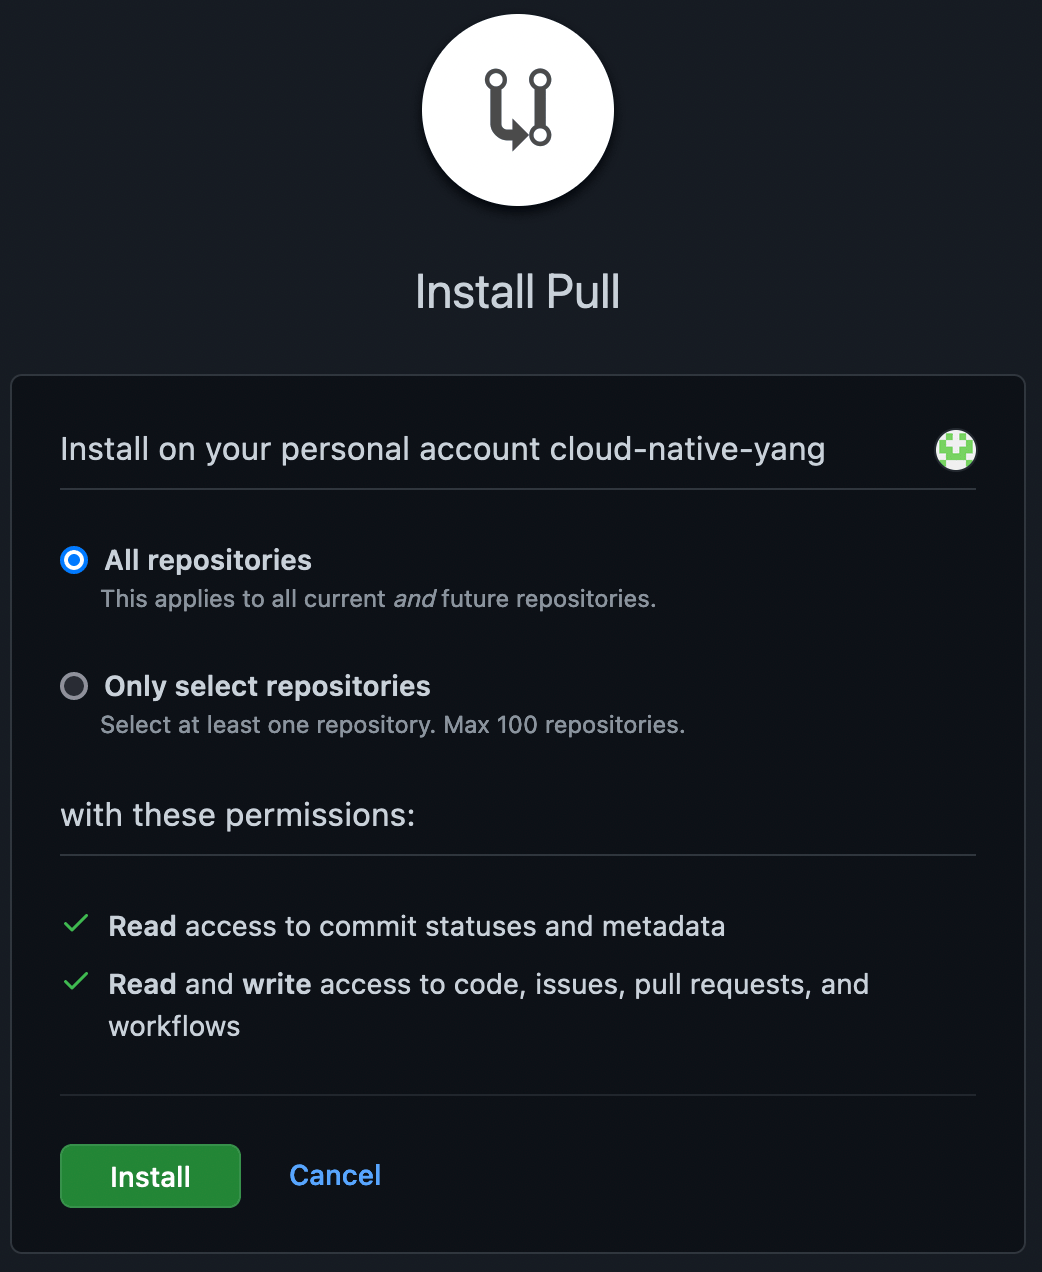 Install Pull
Install on your personal account cloud-native-yang
All repositories
This applies to all current and future repositories.
Only select repositories
Select at least one repository. Max 100 repositories.
with these permissions:
Read access to commit statuses and metadata
Read and write access to code, issues, pull requests, and
workflows
Install
Cancel